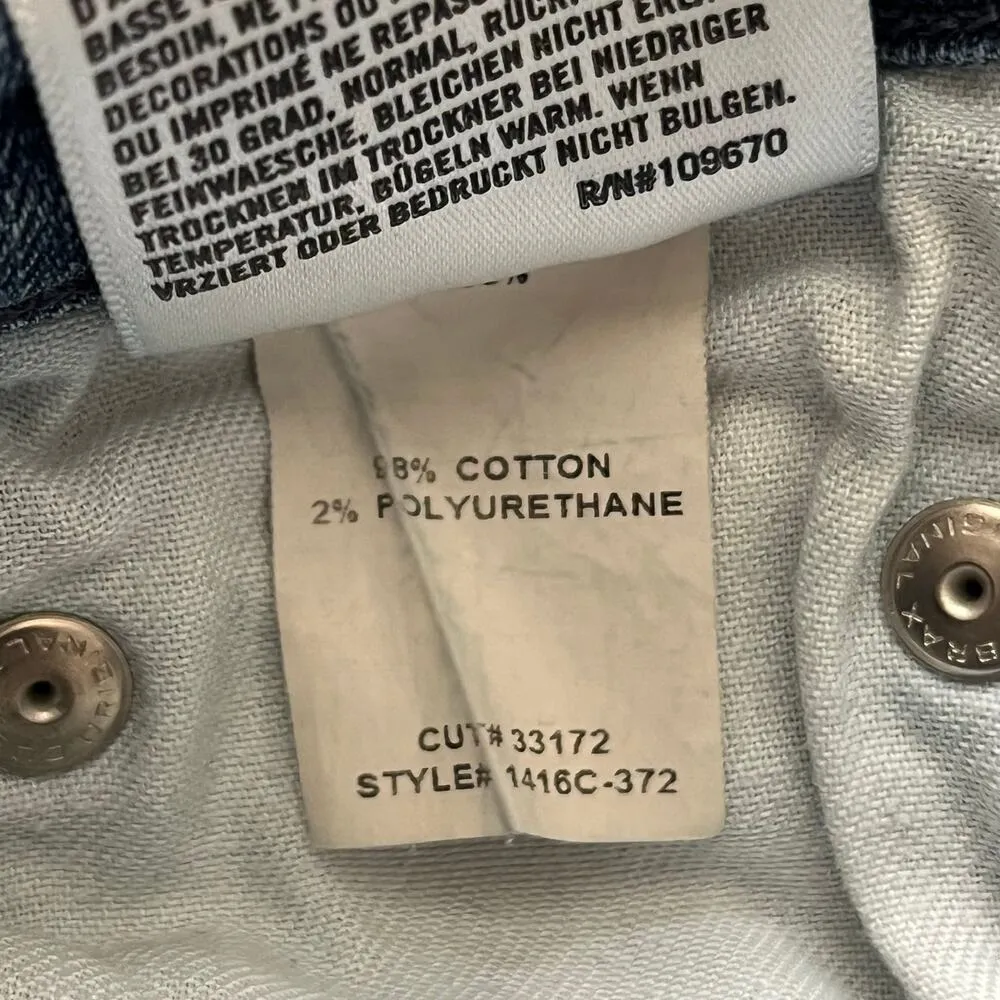 BASSE
BESOIN, NE
DECORATIONS OU
OU IMPRIMÉ NE REPASS
BEI 30 GRAD, NORMAL, RÜCK
FEINWAESCHE, BLEICHEN NICHT
TROCKNEN IM TROCKNER BEI NIEDRIGER
TEMPERATUR, BÜGELN WARM. WENN
VRZIERT ODER BEDRUCKT NICHT BULGEN.
R/N#109670
98% COTTON
2% POLYURETHANE
CUT# 33172
STYLE# 1416C-372
ORIGINAL
BRAX